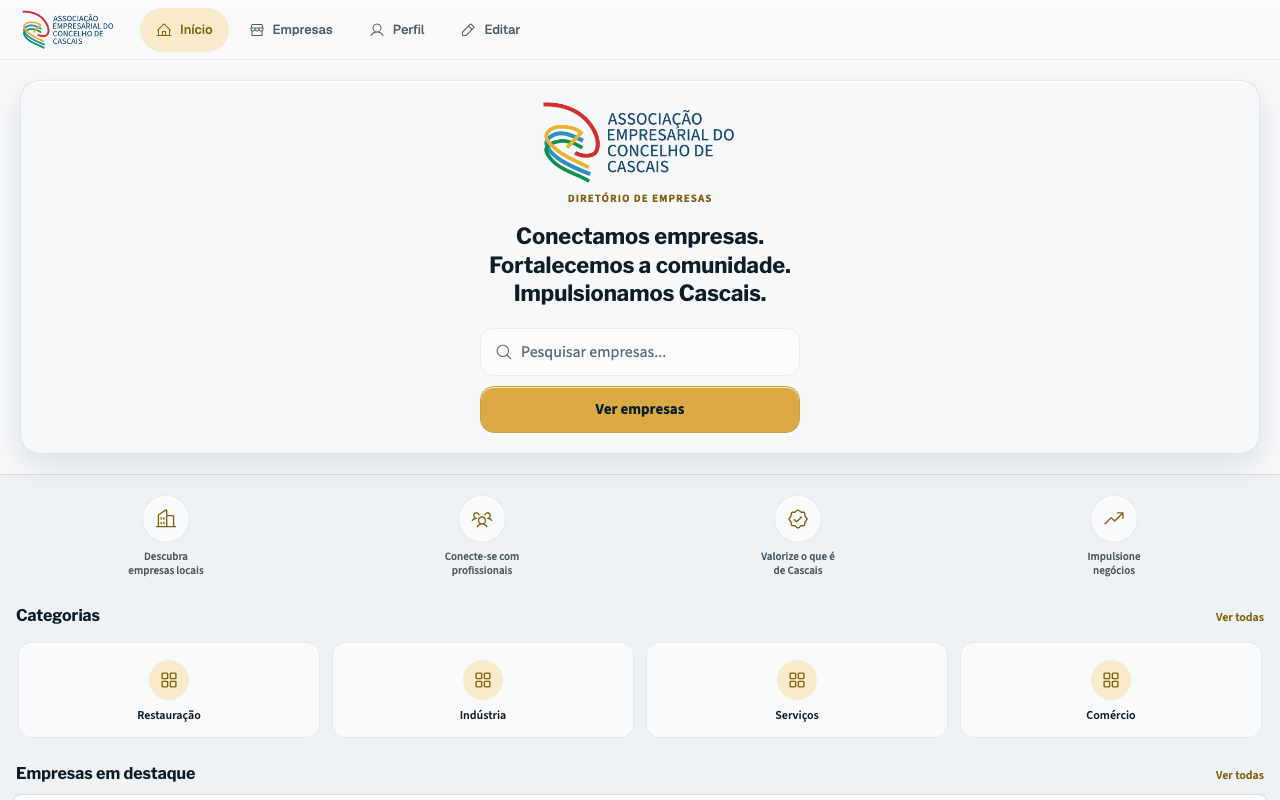 ASSOCIAÇÃO
EMPRESARIAL DO
CONCELHO DE
CASCAIS
Início
Empresas
Perfil
Editar
ASSOCIAÇÃO
EMPRESARIAL DO
CONCELHO DE
CASCAIS
DIRETÓRIO DE EMPRESAS
Conectamos empresas.
Fortalecemos a comunidade.
Impulsionamos Cascais.
Pesquisar empresas...
Ver empresas
Descubra
empresas locais
Conecte-se com
profissionais
Valorize o que é
de Cascais
Impulsione
negócios
Categorias
Ver todas
Restauração
Indústria
Serviços
Comércio
Empresas em destaque
Ver todas